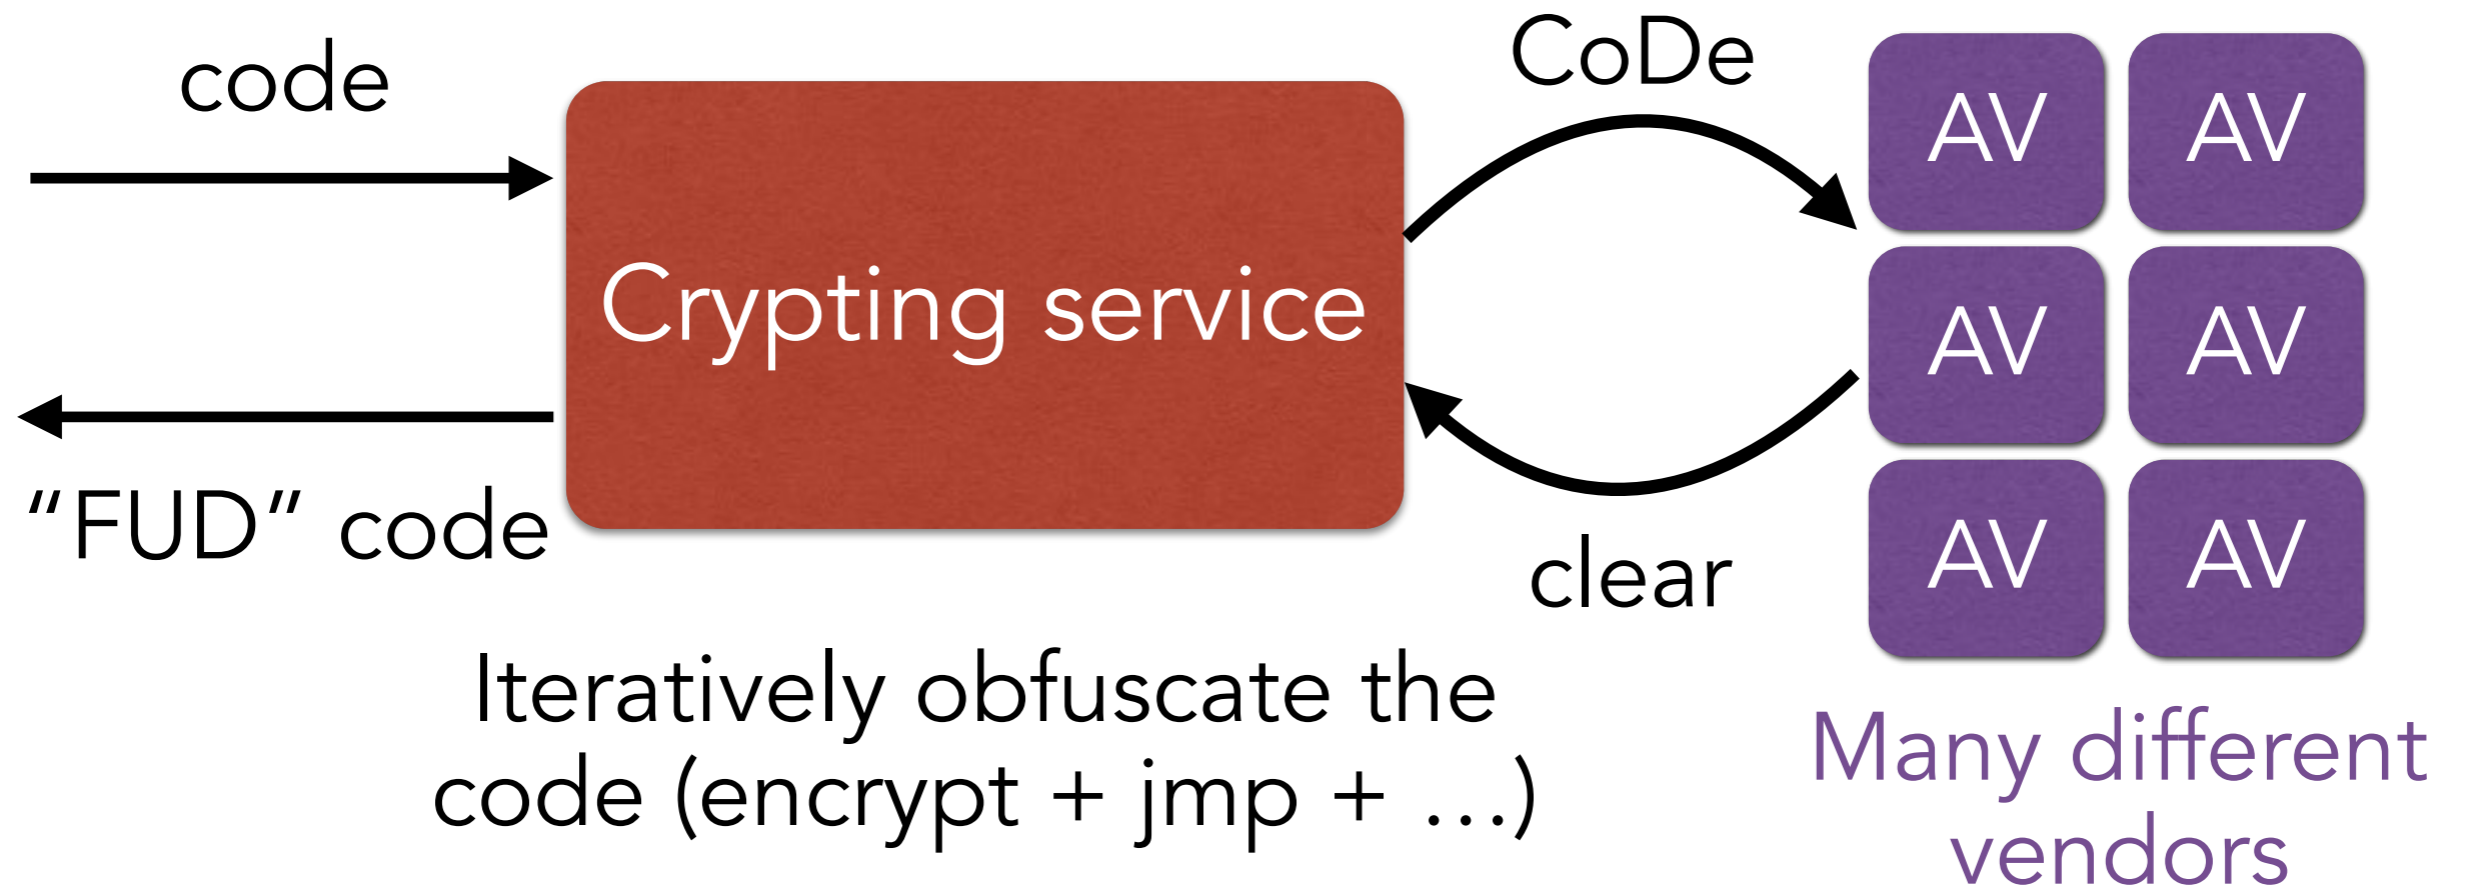 code
"FUD" code
Crypting service
CoDe
clear
AV AV
AV AV
AV AV
Iteratively obfuscate the
code (encrypt + jmp + …)
Many different
vendors